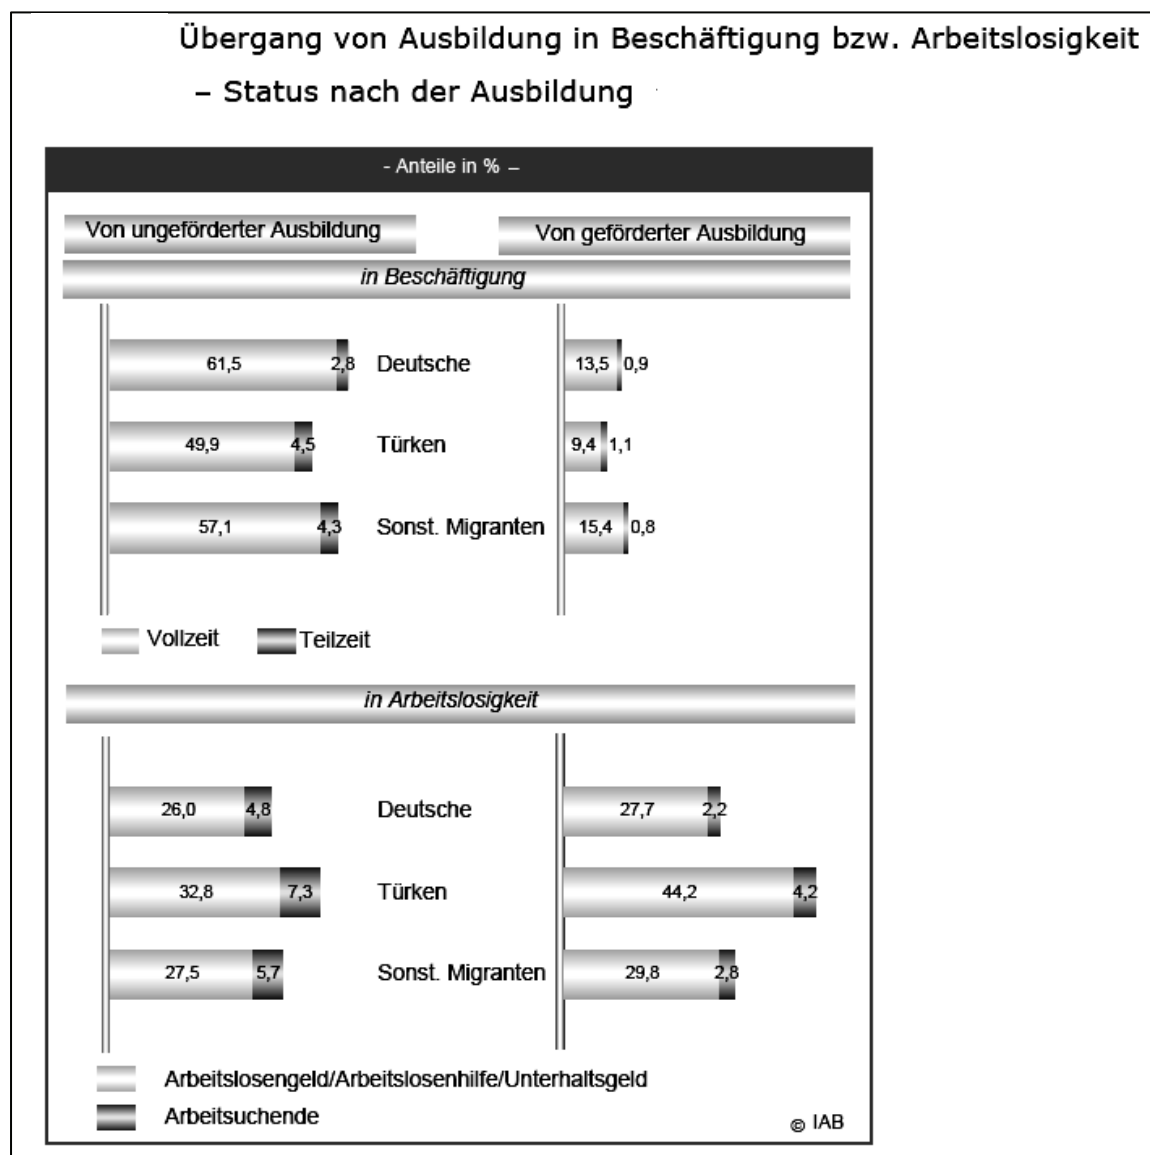 Übergang von Ausbildung in Beschäftigung bzw. Arbeitslosigkeit
– Status nach der Ausbildung
- Anteile in % –
Von ungeförderter Ausbildung Von geförderter Ausbildung
in Beschäftigung
61,5 2,8 Deutsche 13,5 0,9
49,9 4,5 Türken 9,4 1,1
57,1 4,3 Sonst. Migranten 15,4 0,8
Vollzeit Teilzeit
in Arbeitslosigkeit
26,0 4,8 Deutsche 27,7 2,2
32,8 7,3 Türken 44,2 4,2
27,5 5,7 Sonst. Migranten 29,8 2,8
Arbeitslosengeld/Arbeitslosenhilfe/Unterhaltsgeld
Arbeitsuchende
© IAB